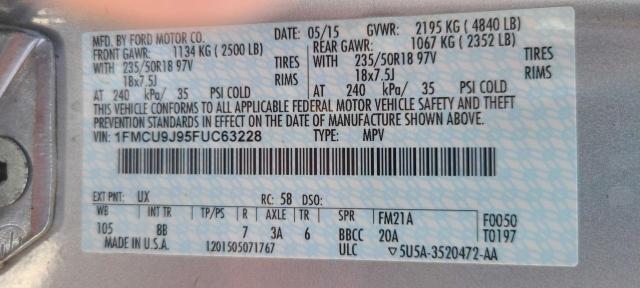 MFD. BY FORD MOTOR CO.
DATE: 05/15 GVWR: 2195 KG ( 4840 LB)
FRONT GAWR: 1134 KG ( 2500 LB) REAR GAWR: 1067 KG ( 2352 LB)
WITH 235/50R18 97V TIRES WITH 235/50R18 97V TIRES
18x7.5J RIMS 18x7.5J RIMS
AT 240 kPa/ 35 PSI COLD AT 240 kPa/ 35 PSI COLD
THIS VEHICLE CONFORMS TO ALL APPLICABLE FEDERAL MOTOR VEHICLE SAFETY AND THEFT
PREVENTION STANDARDS IN EFFECT ON THE DATE OF MANUFACTURE SHOWN ABOVE.
VIN: 1FMCU9J95FUC63228 TYPE: MPV
EXT PNT: UX RC: 58 DSO:
WB INT TR TP/PS R AXLE TR SPR FM21A F0050
105 8B 7 3A 6 BBCC 20A T0197
MADE IN U.S.A. 1201505071767 ULC ▽5U5A-3520472-AA